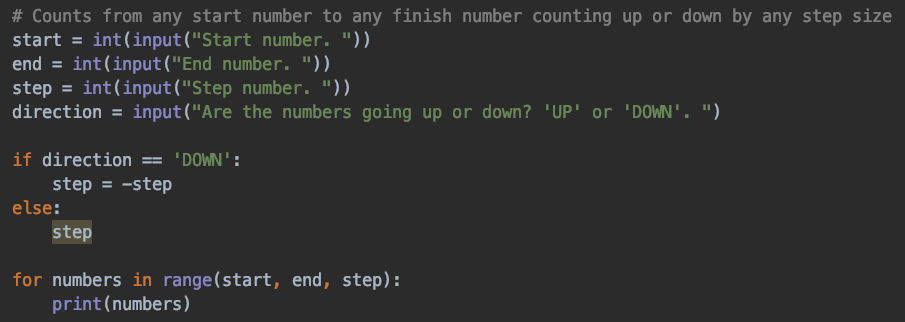 # Counts from any start number to any finish number counting up or down by any step size
start = int(input("Start number. "))
end = int(input("End number. "))
step = int(input("Step number. "))
direction = input("Are the numbers going up or down? 'UP' or 'DOWN'. ")

if direction == 'DOWN':
    step = -step
else:
    step

for numbers in range(start, end, step):
    print(numbers)